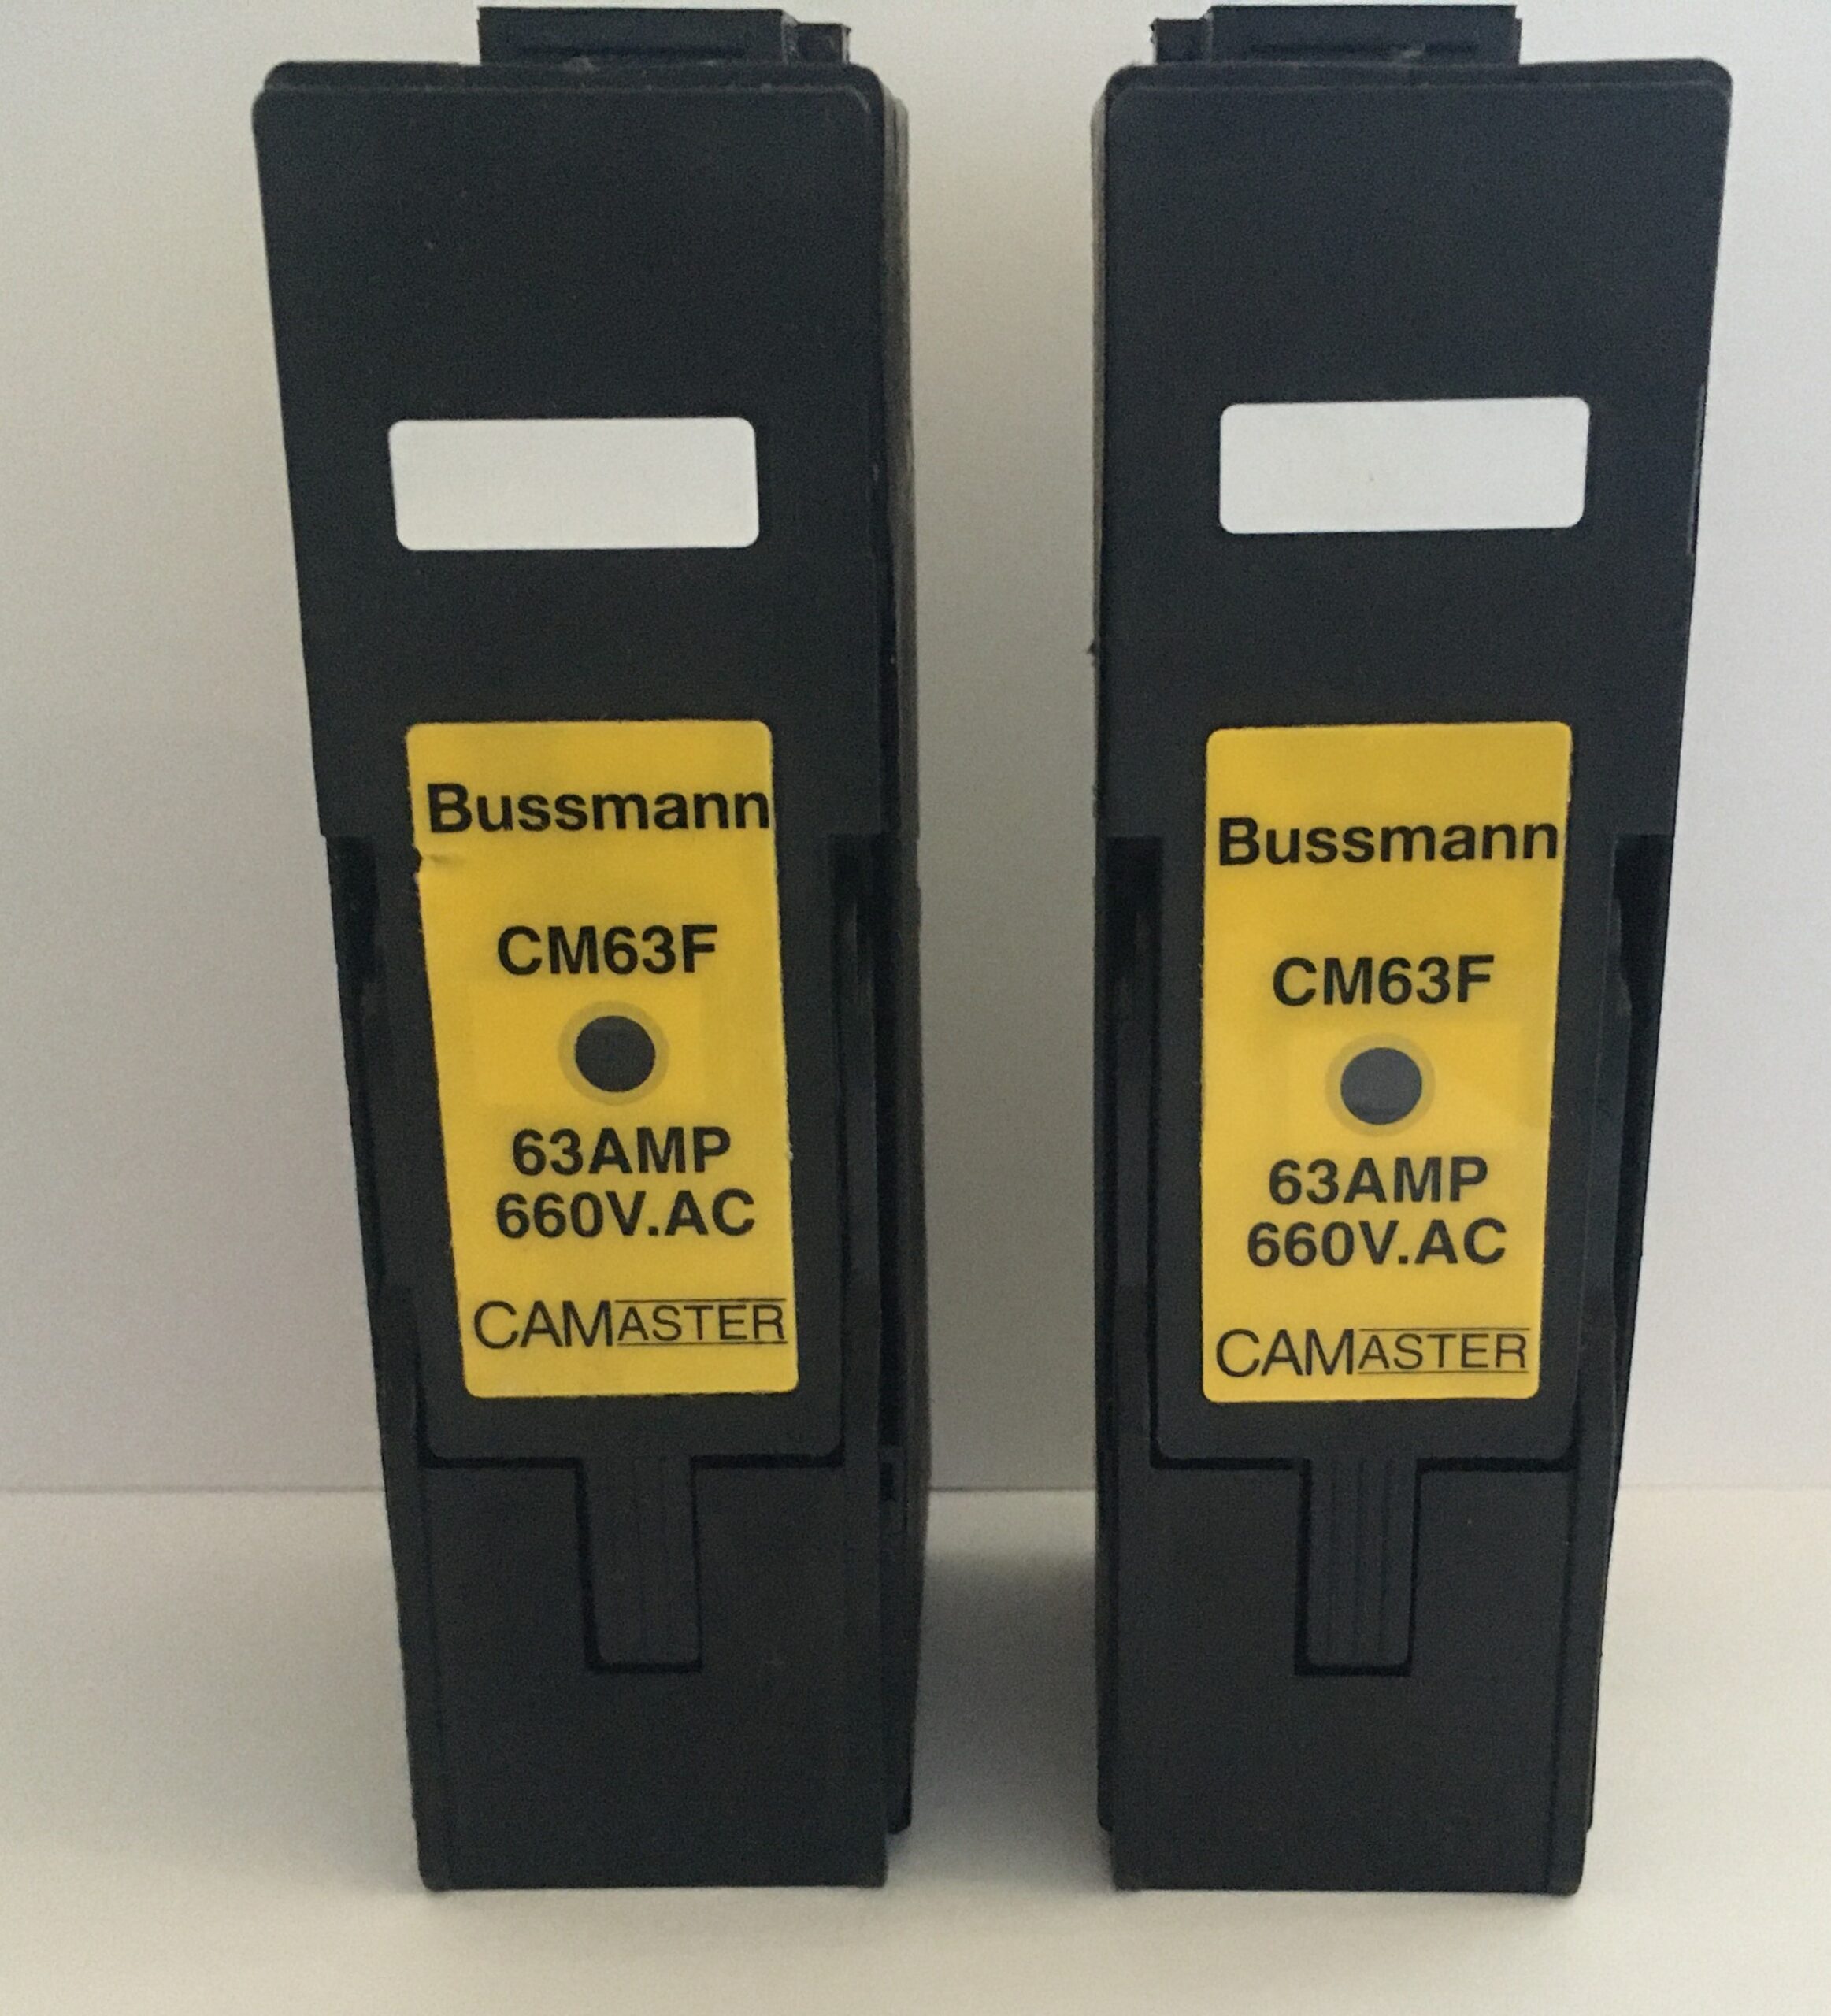 Bussmann
CM63F
63AMP
660V.AC
CAMASTER
Bussmann
CM63F
63AMP
660V.AC
CAMASTER